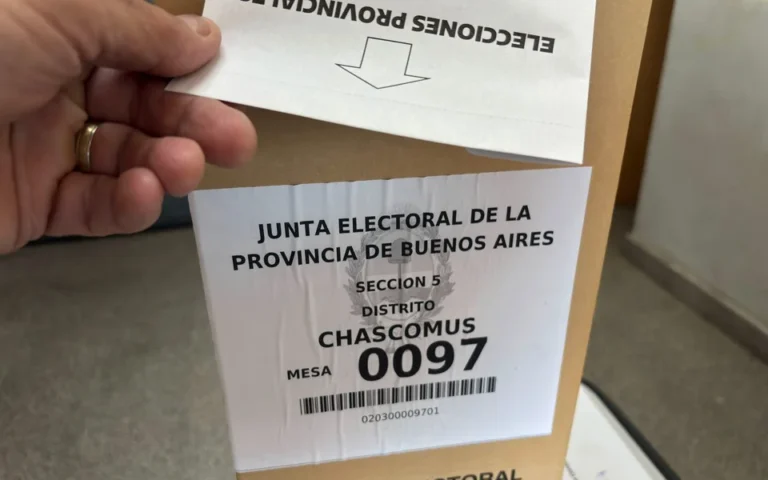 ELECCIONES PROVINCIALES
JUNTA ELECTORAL DE LA
PROVINCIA DE BUENOS AIRES
SECCION 5
DISTRITO
CHASCOMUS
MESA 0097
020300009701